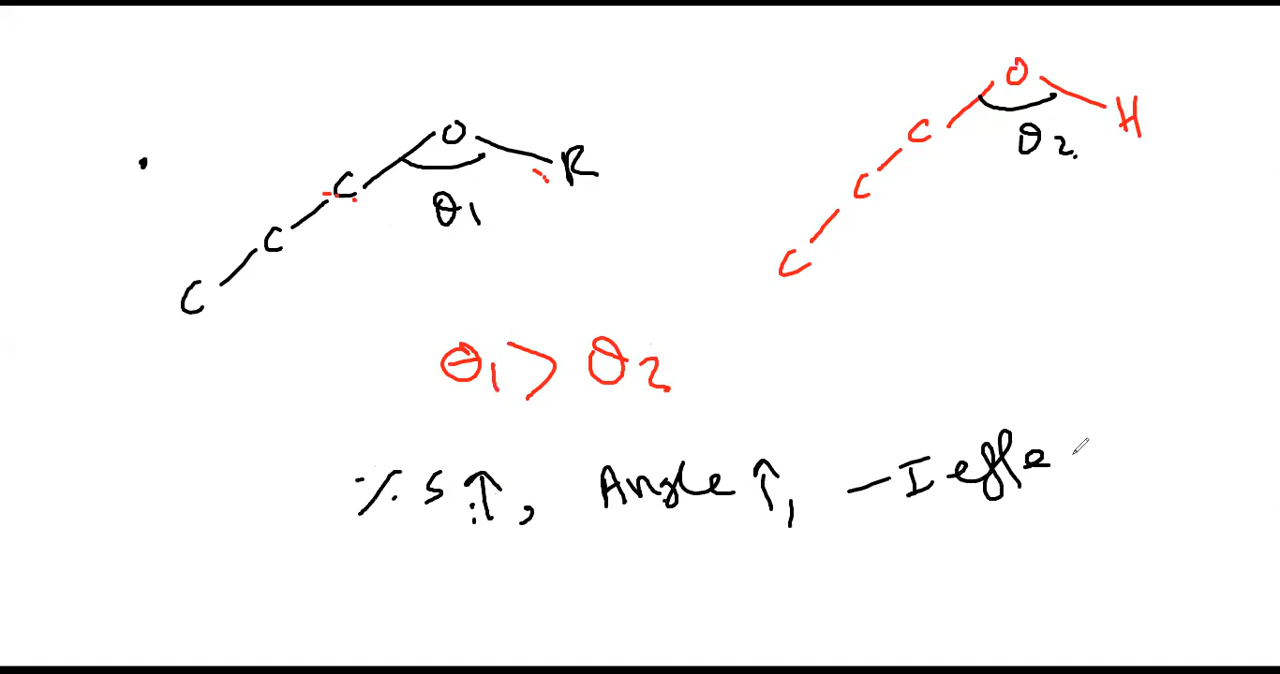 C C C O R θ1
C C C O H θ2.
θ1 > θ2
% S ↑, Angle ↑, -I effe